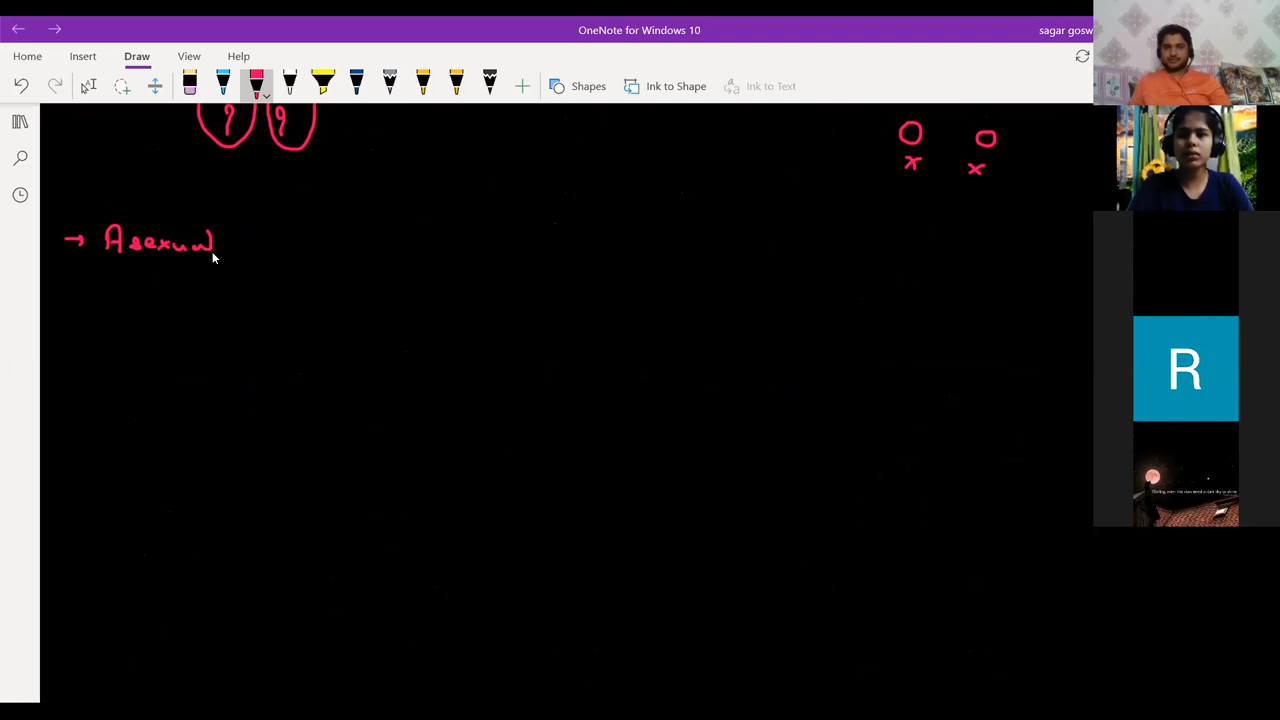 OneNote for Windows 10
sagar gosw
Home Insert Draw View Help
Shapes Ink to Shape Ink to Text
? ?
O O
x x
→ Asexual
R